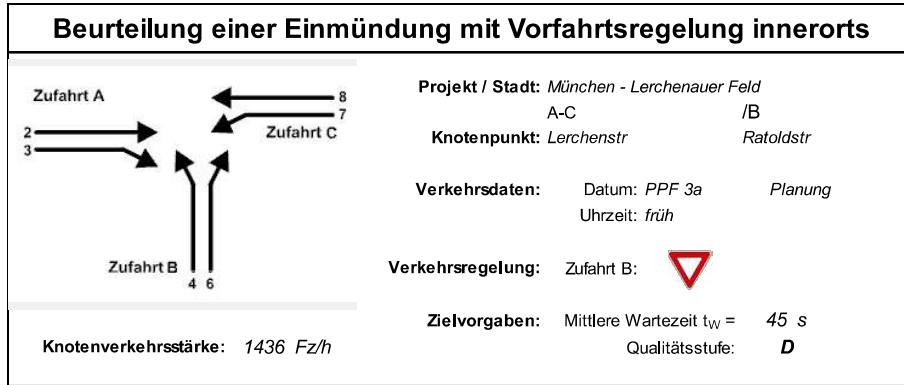 Beurteilung einer Einmündung mit Vorfahrtsregelung innerorts
Zufahrt A
8
7
Zufahrt C
2
3
Zufahrt B
4 6
Knotenverkehrsstärke: 1436 Fz/h
Projekt / Stadt: München - Lerchenauer Feld
A-C /B
Knotenpunkt: Lerchenstr Ratoldstr
Verkehrsdaten: Datum: PPF 3a Planung
Uhrzeit: früh
Verkehrsregelung: Zufahrt B:
Zielvorgaben: Mittlere Wartezeit tW = 45 s
Qualitätsstufe: D